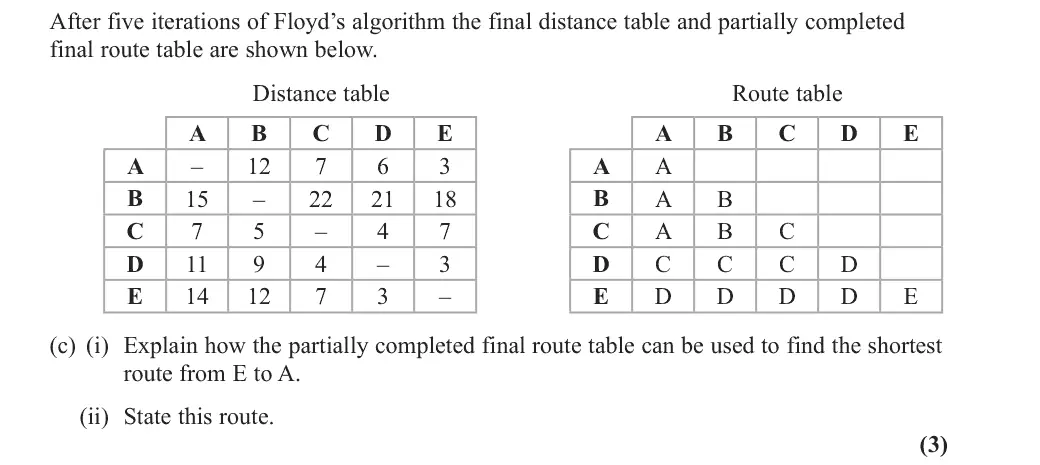 After five iterations of Floyd’s algorithm the final distance table and partially completed
final route table are shown below.
Distance table
A B C D E
A – 12 7 6 3
B 15 – 22 21 18
C 7 5 – 4 7
D 11 9 4 – 3
E 14 12 7 3 –
Route table
A B C D E
A A
B A B
C A B C
D C C C D
E D D D D E
(c) (i) Explain how the partially completed final route table can be used to find the shortest
route from E to A.
(ii) State this route.
(3)